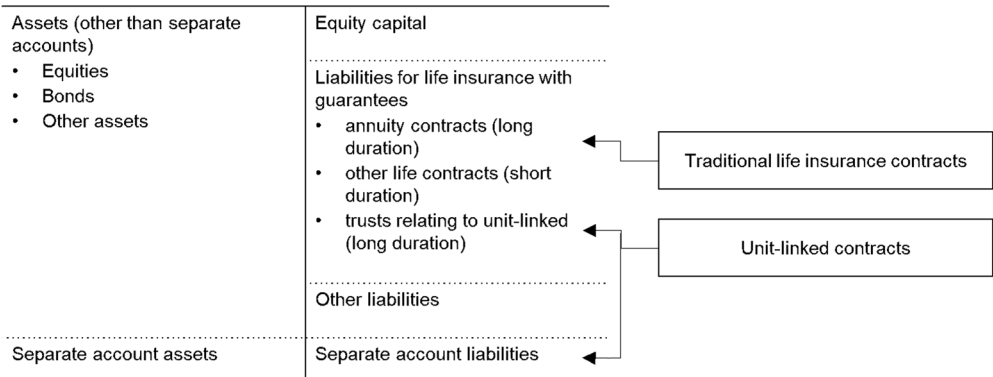 Assets (other than separate
accounts)
• Equities
• Bonds
• Other assets
Equity capital
Liabilities for life insurance with
guarantees
• annuity contracts (long
duration)
• other life contracts (short
duration)
• trusts relating to unit-linked
(long duration)
Other liabilities
Separate account assets
Separate account liabilities
Traditional life insurance contracts
Unit-linked contracts